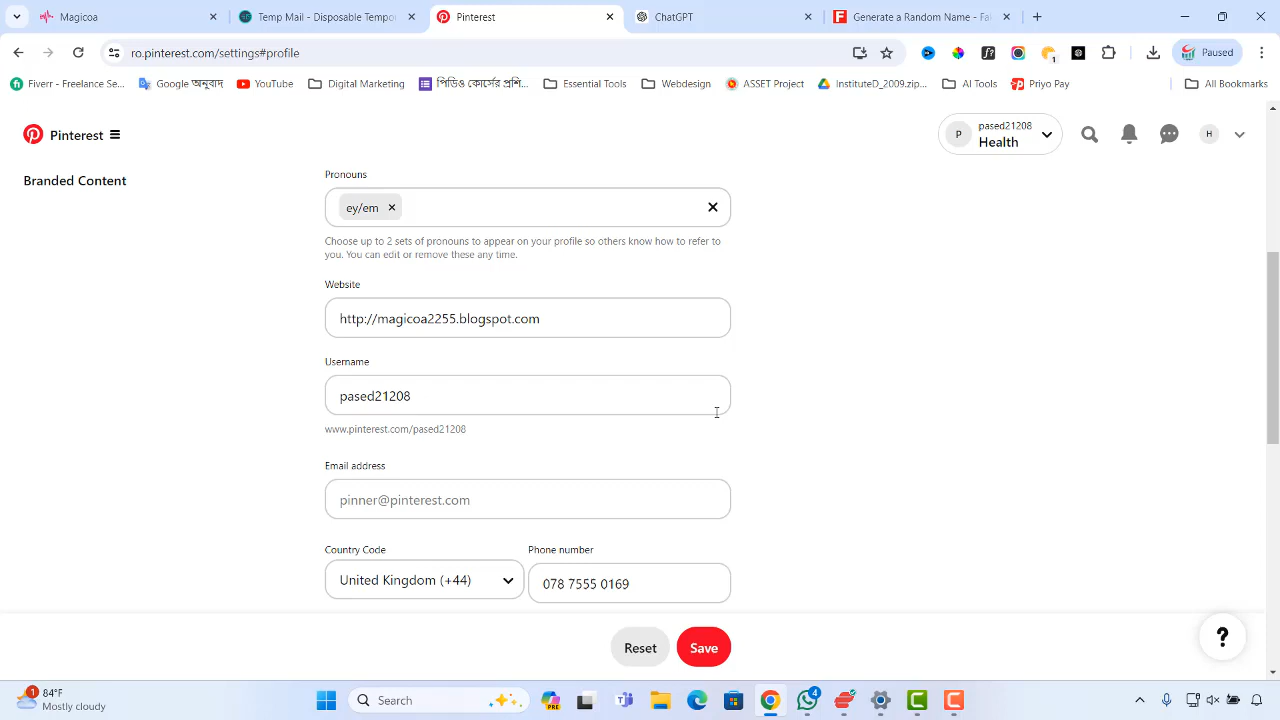 Magicoa
Temp Mail - Disposable Tempo
Pinterest
ChatGPT
Generate a Random Name - Fa
ro.pinterest.com/settings#profile
1
Paused
Fiverr - Freelance Se...
Google অনুবাদ
YouTube
Digital Marketing
পিডিও কোর্সের প্রশি...
Essential Tools
Webdesign
ASSET Project
InstituteD_2009.zip...
AI Tools
Priyo Pay
All Bookmarks
Pinterest
P
pased21208
Health
H
Branded Content
Pronouns
ey/em
Choose up to 2 sets of pronouns to appear on your profile so others know how to refer to
you. You can edit or remove these any time.
Website
http://magicoa2255.blogspot.com
Username
pased21208
www.pinterest.com/pased21208
Email address
pinner@pinterest.com
Country Code
Phone number
United Kingdom (+44)
078 7555 0169
Reset
Save
?
1
84°F
Mostly cloudy
Search
PRE
4